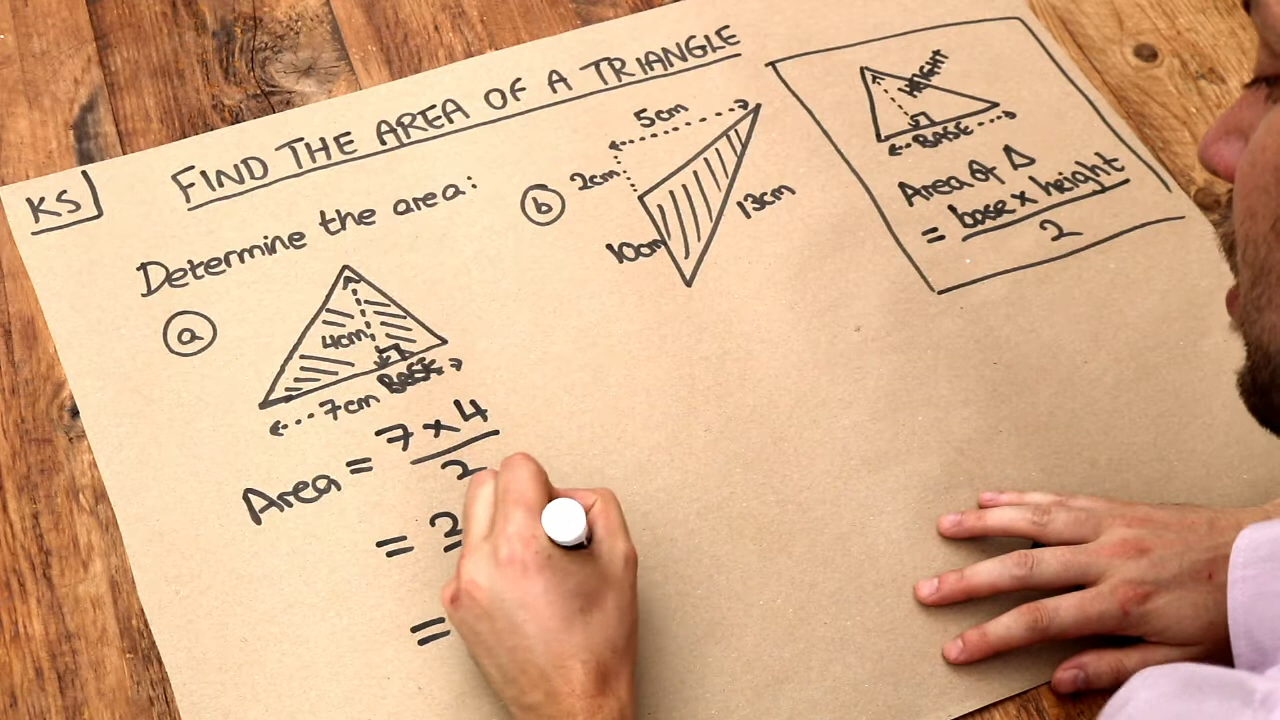 KS
FIND THE AREA OF A TRIANGLE
Determine the area:
a
4cm
BASE
7cm
Area = 7 × 4
2
= 2
=
b
5cm
2cm
10cm
13cm
HEIGHT
BASE
Area of Δ
= base × height
2